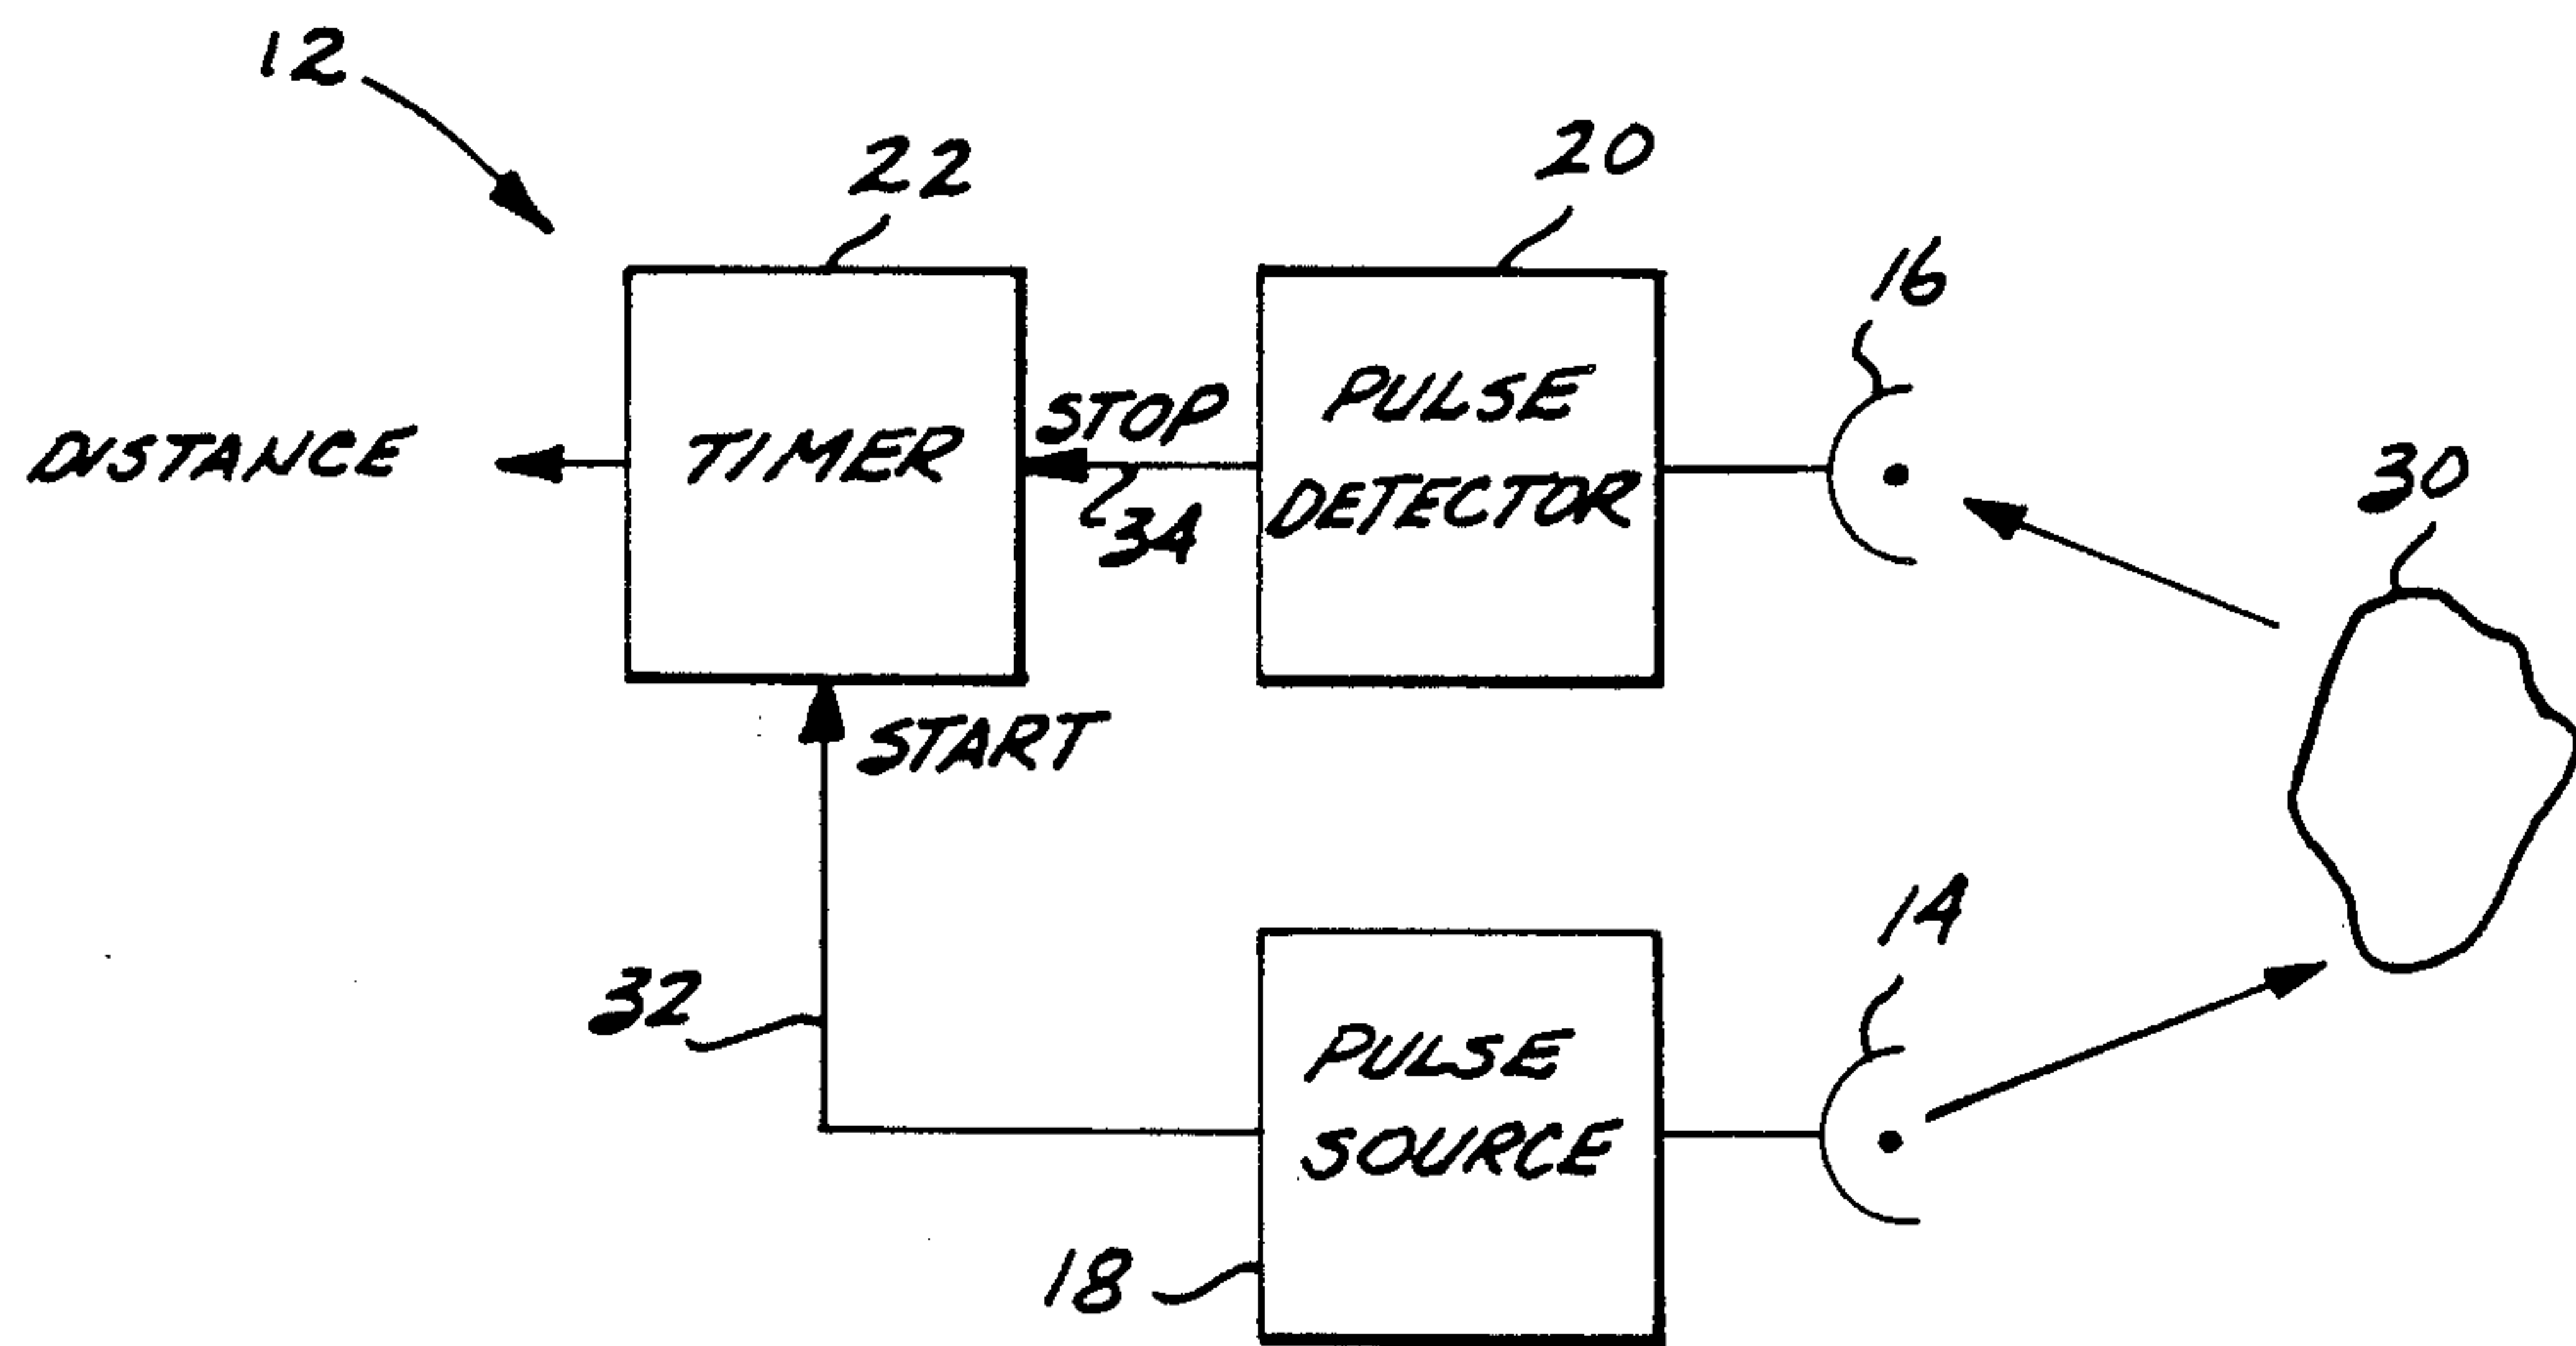 12
22
20
16
DISTANCE
TIMER
STOP
34
PULSE
DETECTOR
30
START
32
14
PULSE
SOURCE
18